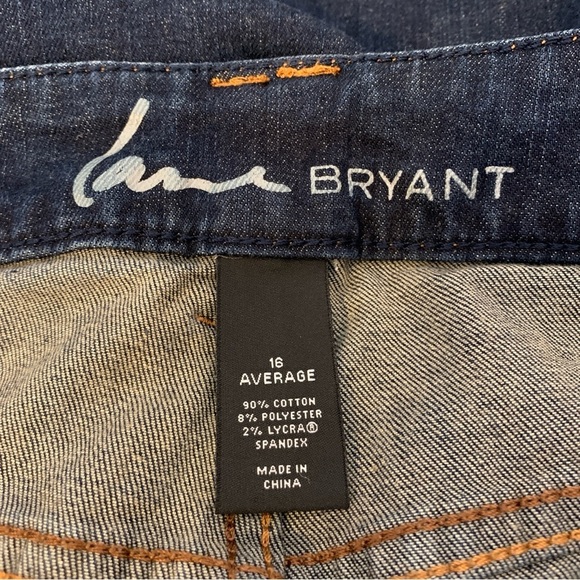 Lane BRYANT
16
AVERAGE
90% COTTON
8% POLYESTER
2% LYCRA®
SPANDEX
MADE IN
CHINA